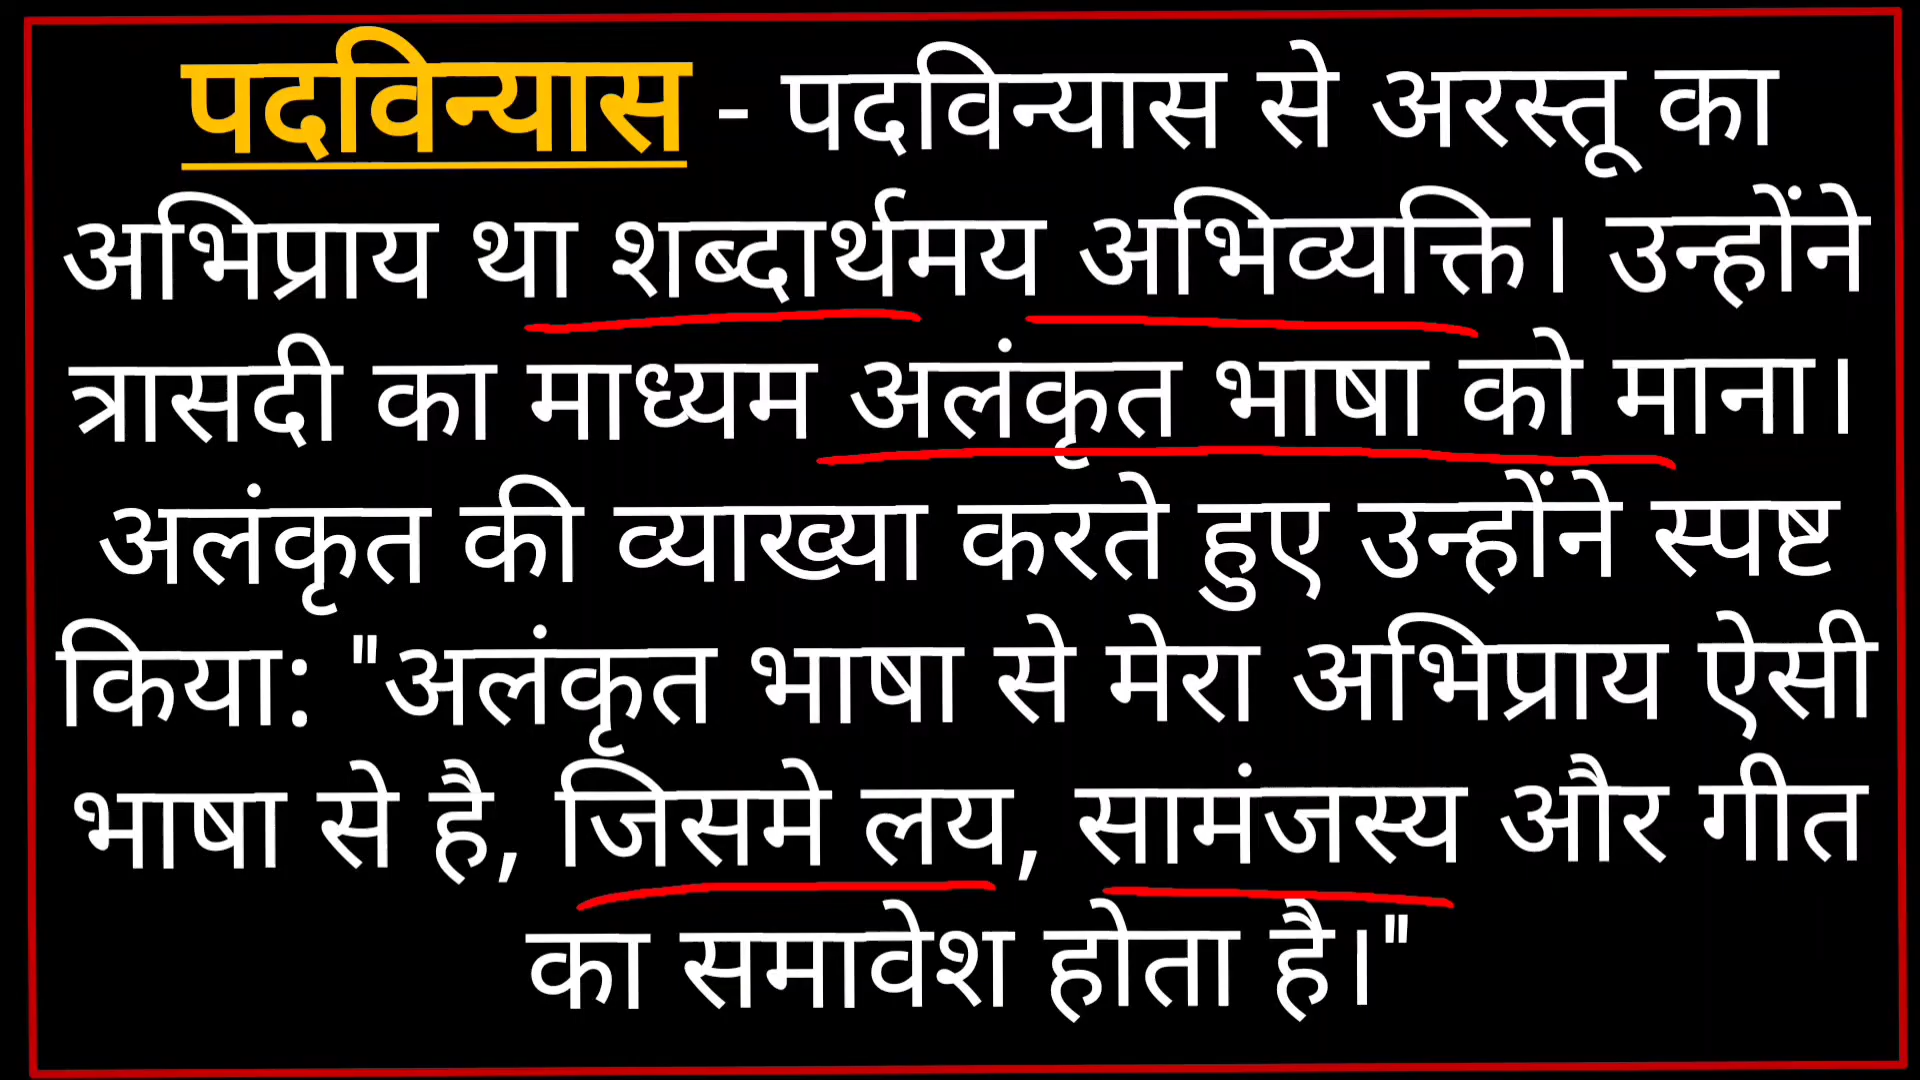 पदविन्यास - पदविन्यास से अरस्तू का
अभिप्राय था शब्दार्थमय अभिव्यक्ति। उन्होंने
त्रासदी का माध्यम अलंकृत भाषा को माना।
अलंकृत की व्याख्या करते हुए उन्होंने स्पष्ट
किया: "अलंकृत भाषा से मेरा अभिप्राय ऐसी
भाषा से है, जिसमे लय, सामंजस्य और गीत
का समावेश होता है।"